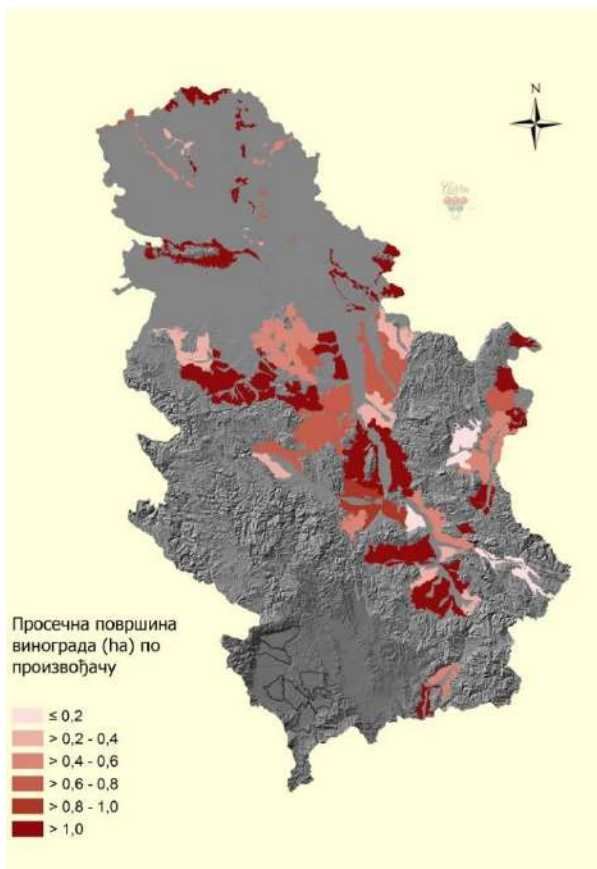 N
Просечна површина
винограда (ha) по
произвођачу
≤ 0,2
> 0,2 - 0,4
> 0,4 - 0,6
> 0,6 - 0,8
> 0,8 - 1,0
> 1,0